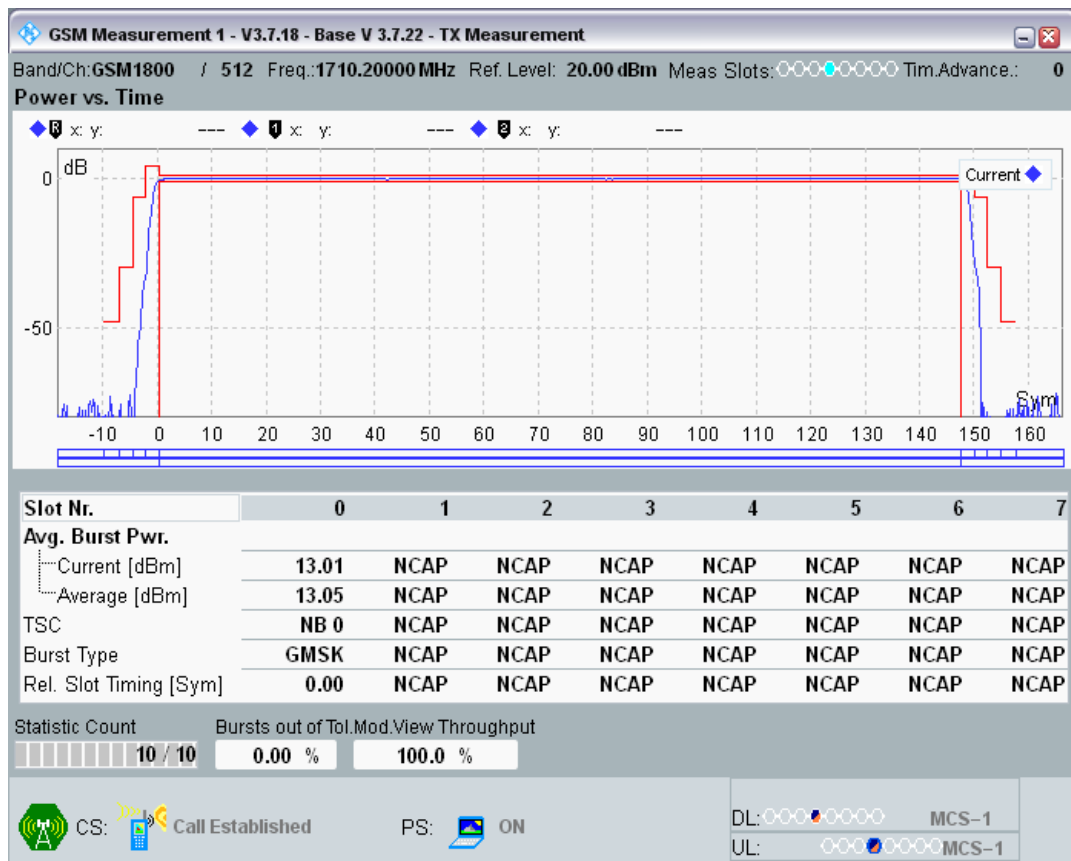 GSM Measurement 1 - V3.7.18 - Base V 3.7.22 - TX Measurement
Band/Ch:GSM1800 / 512 Freq.:1710.20000 MHz Ref. Level: 20.00 dBm Meas Slots: Tim.Advance.: 0
Power vs. Time
R x: y: --- 1 x: y: --- 2 x: y: ---
dB
Current
0
-50
Sym
-10 0 10 20 30 40 50 60 70 80 90 100 110 120 130 140 150 160
Slot Nr. 0 1 2 3 4 5 6 7
Avg. Burst Pwr.
Current [dBm] 13.01 NCAP NCAP NCAP NCAP NCAP NCAP NCAP
Average [dBm] 13.05 NCAP NCAP NCAP NCAP NCAP NCAP NCAP
TSC NB 0 NCAP NCAP NCAP NCAP NCAP NCAP NCAP
Burst Type GMSK NCAP NCAP NCAP NCAP NCAP NCAP NCAP
Rel. Slot Timing [Sym] 0.00 NCAP NCAP NCAP NCAP NCAP NCAP NCAP
Statistic Count Bursts out of Tol.Mod.View Throughput
10 / 10 0.00 % 100.0 %
CS: Call Established PS: ON DL: MCS-1
UL: MCS-1